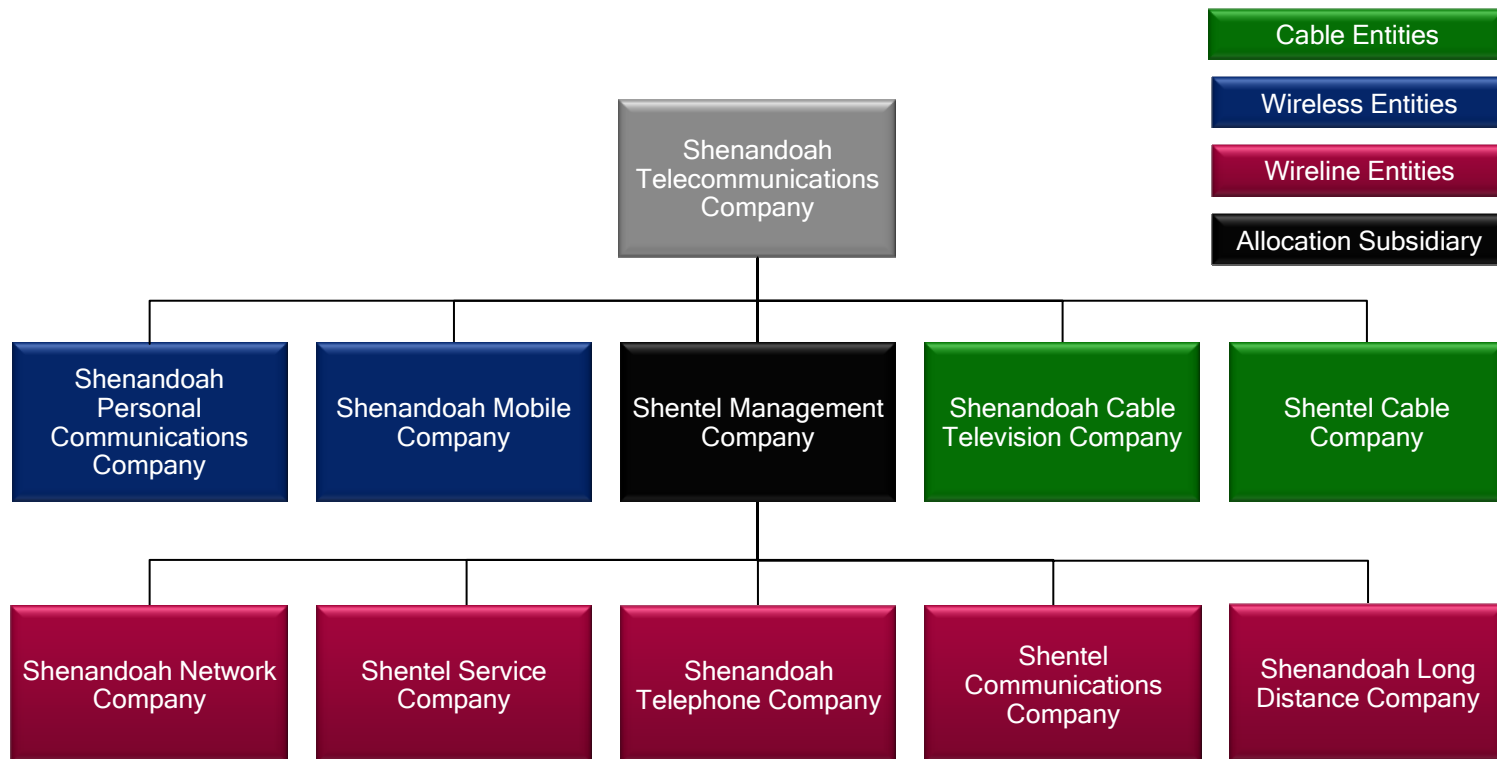 Cable Entities
Wireless Entities
Wireline Entities
Allocation Subsidiary
Shenandoah
Telecommunications
Company
Shenandoah
Personal
Communications
Company
Shenandoah Mobile
Company
Shentel Management
Company
Shenandoah Cable
Television Company
Shentel Cable
Company
Shenandoah Network
Company
Shentel Service
Company
Shenandoah
Telephone Company
Shentel
Communications
Company
Shenandoah Long
Distance Company